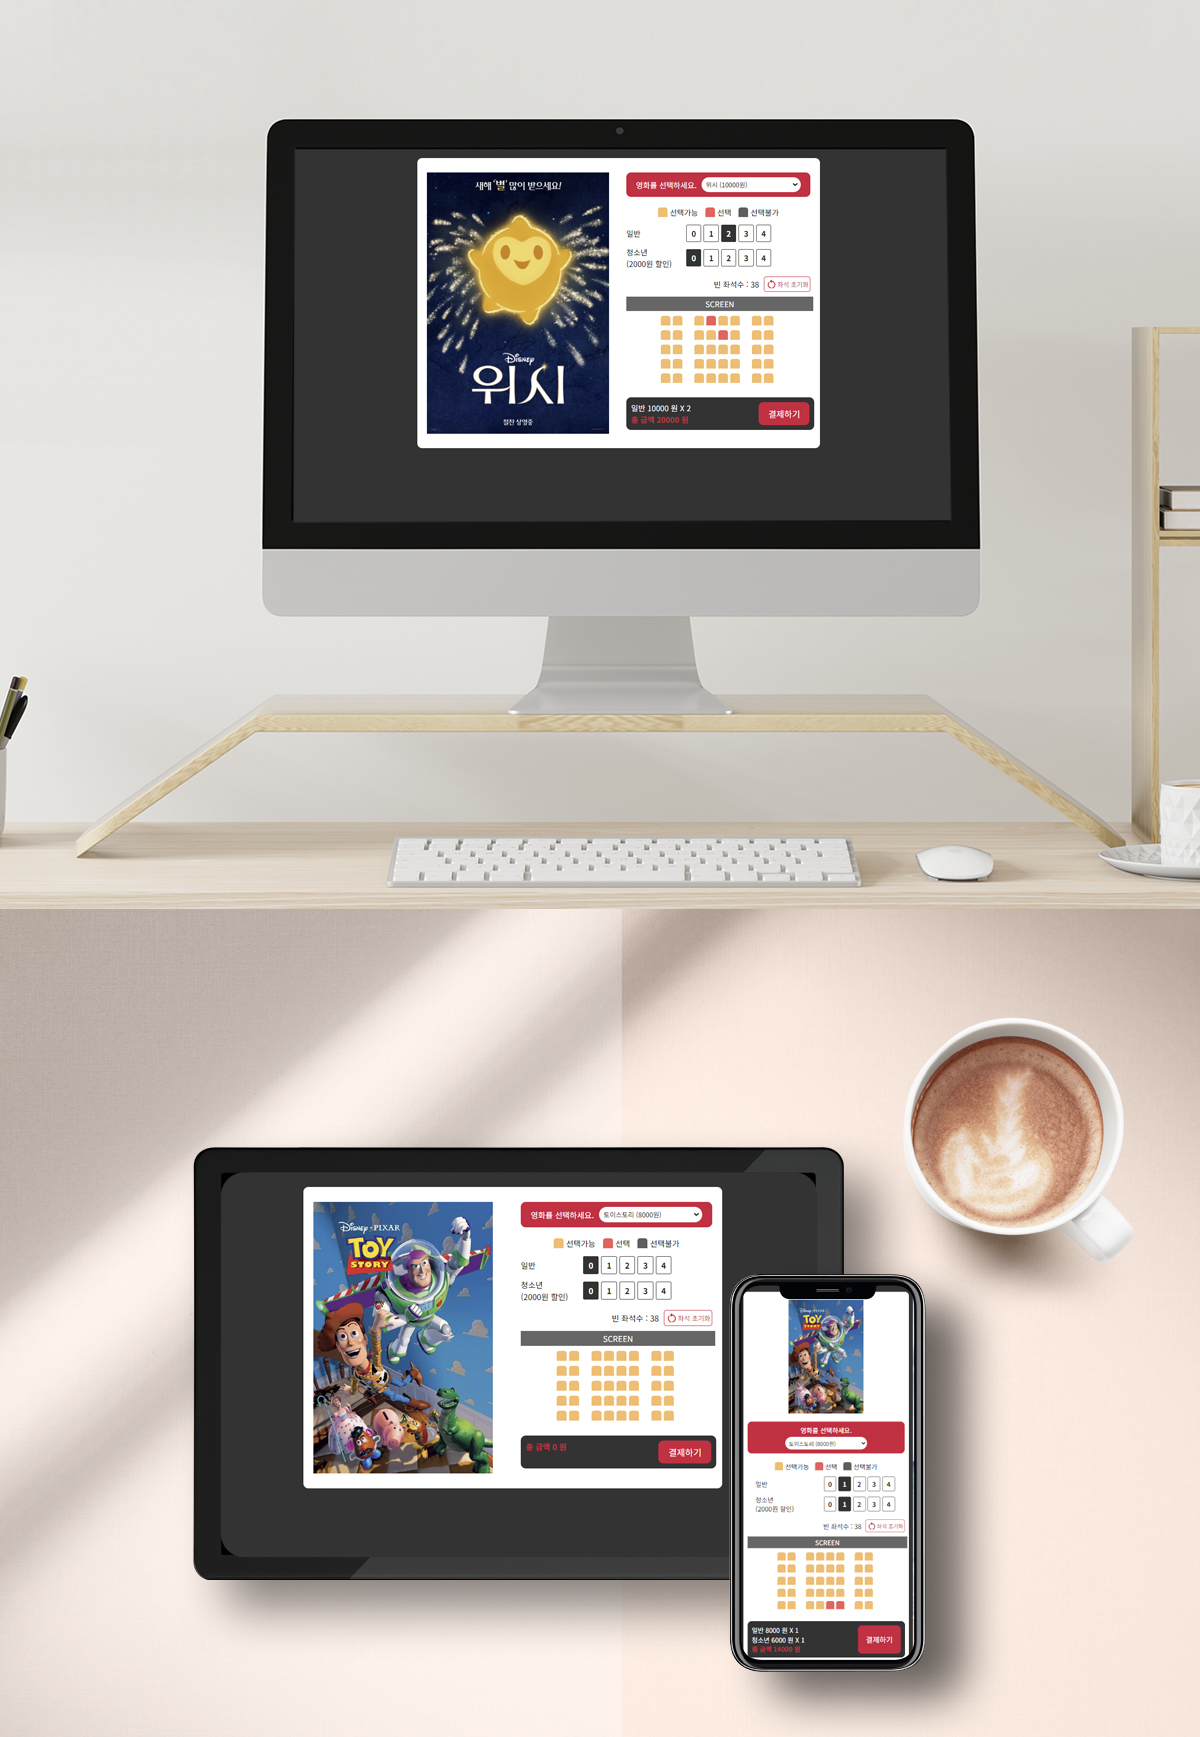 새해 '별' 많이 받으세요!
Disney
위시
절찬 상영중
영화를 선택하세요. 위시 (10000원)
선택가능 선택 선택불가
일반 0 1 2 3 4
청소년
(2000원 할인) 0 1 2 3 4
빈 좌석수 : 38 좌석 초기화
SCREEN
일반 10000 원 X 2
총 금액 20000 원
결제하기
Disney · PIXAR
TOY
STORY
영화를 선택하세요. 토이스토리 (8000원)
선택가능 선택 선택불가
일반 0 1 2 3 4
청소년
(2000원 할인) 0 1 2 3 4
빈 좌석수 : 38 좌석 초기화
SCREEN
총 금액 0 원
결제하기
Disney · PIXAR
TOY
STORY
영화를 선택하세요.
토이스토리 (8000원)
선택가능 선택 선택불가
일반 0 1 2 3 4
청소년
(2000원 할인) 0 1 2 3 4
빈 좌석수 : 38 좌석 초기화
SCREEN
일반 8000 원 X 1
청소년 6000 원 X 1
총 금액 14000 원
결제하기